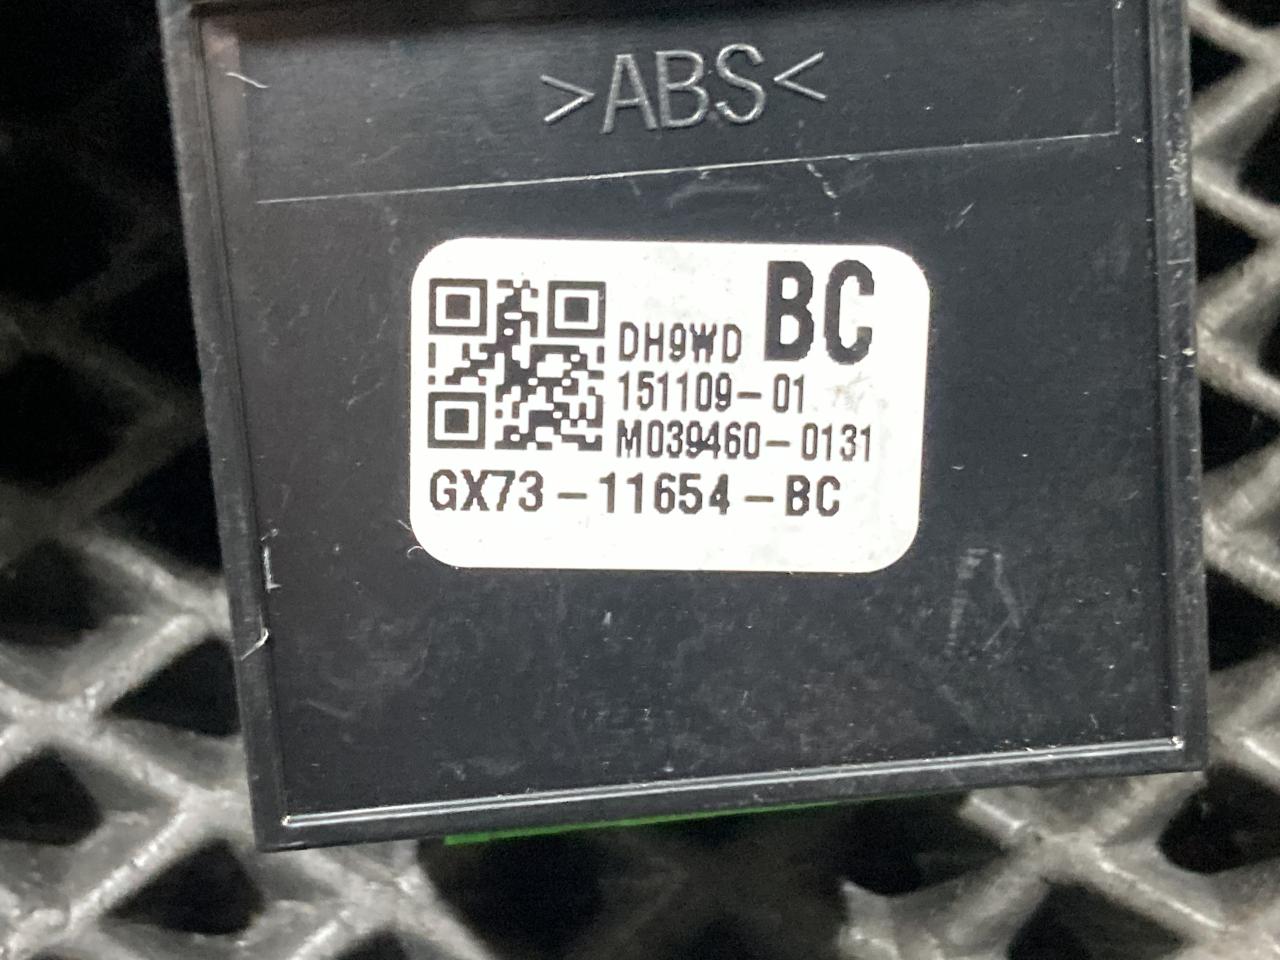 >ABS<
BC
DH9WD
151109-01
M039460-0131
GX73-11654-BC